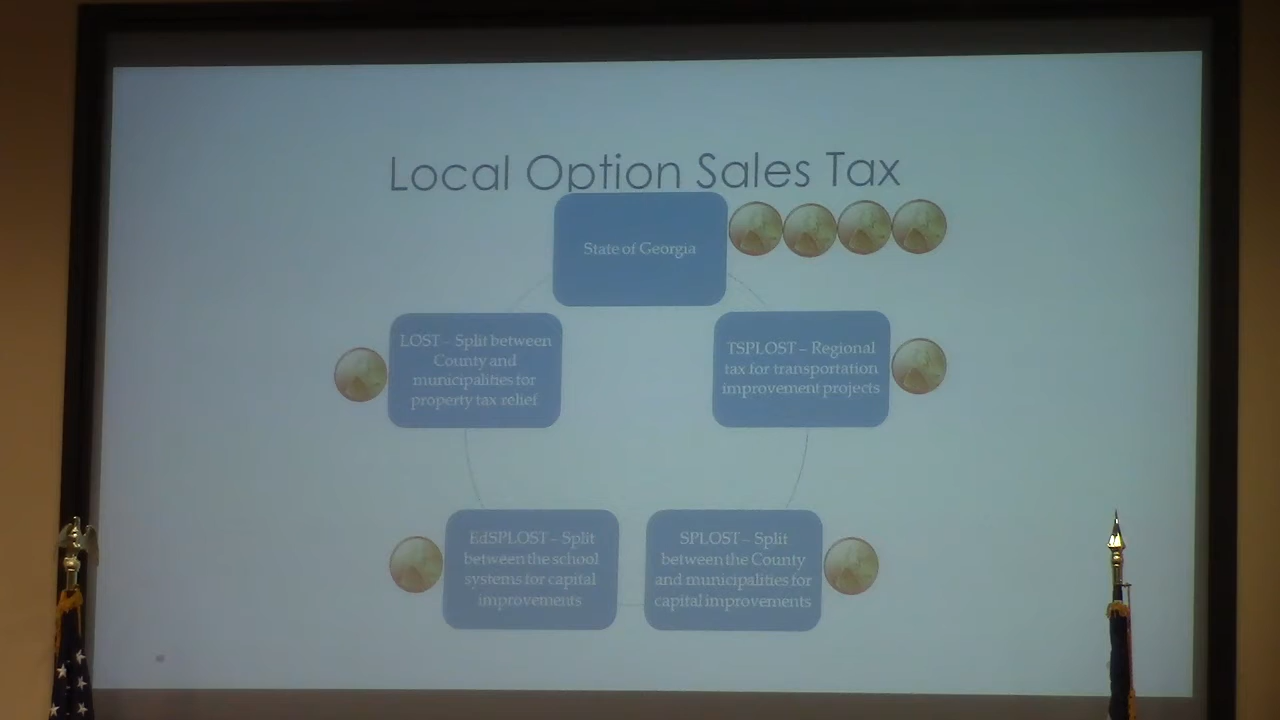 Local Option Sales Tax
State of Georgia
LOST – Split between
County and
municipalities for
property tax relief
TSPLOST – Regional
tax for transportation
improvement projects
EdSPLOST – Split
between the school
systems for capital
improvements
SPLOST – Split
between the County
and municipalities for
capital improvements